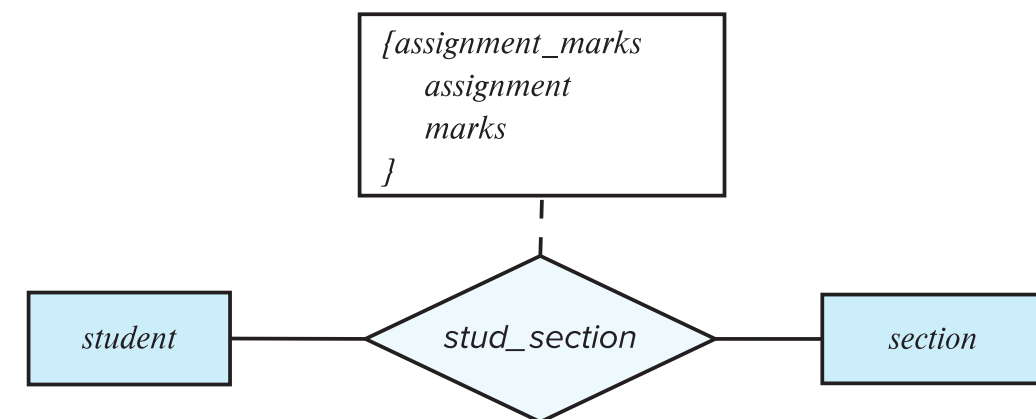 {assignment_marks
assignment
marks
}
student
stud_section
section